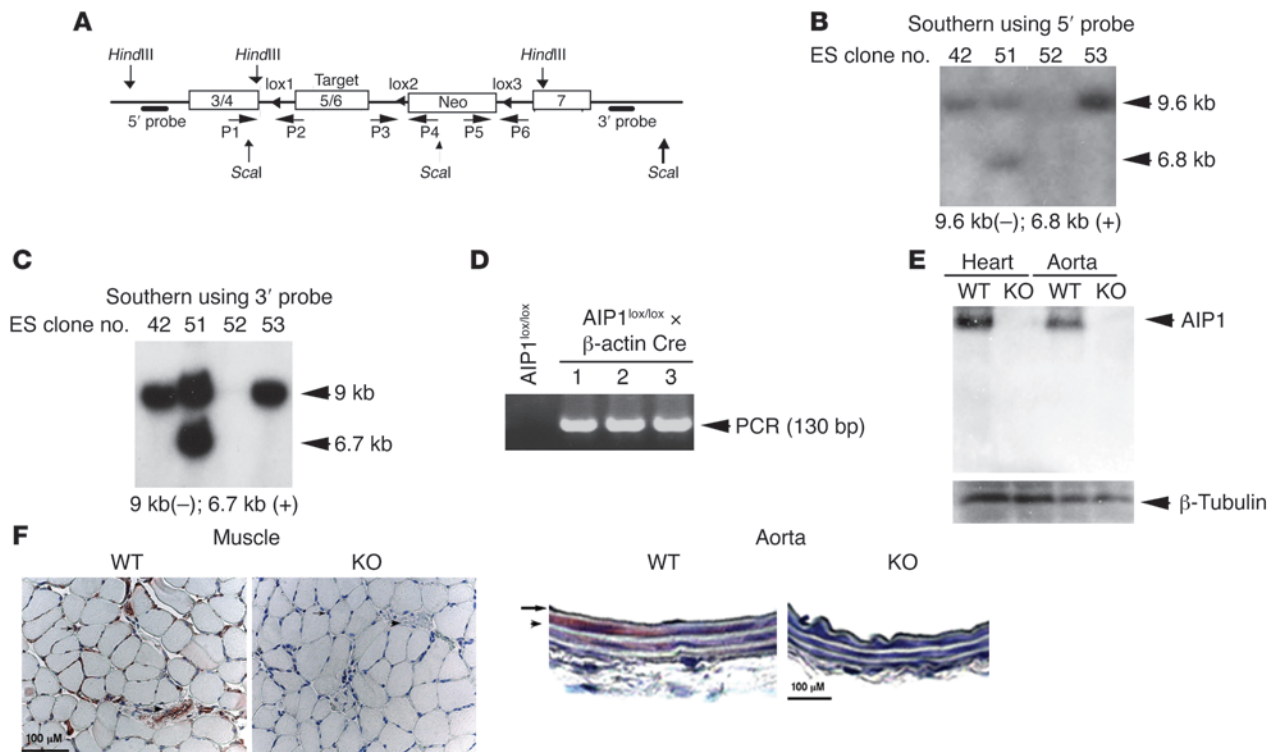 A
HindIII HindIII HindIII
lox1 Target lox2 lox3
3/4 5/6 Neo 7
5′ probe 3′ probe
P1 P2 P3 P4 P5 P6
ScaI ScaI ScaI
B
Southern using 5′ probe
ES clone no. 42 51 52 53
9.6 kb
6.8 kb
9.6 kb(–); 6.8 kb (+)
C
Southern using 3′ probe
ES clone no. 42 51 52 53
9 kb
6.7 kb
9 kb(–); 6.7 kb (+)
D
AIP1lox/lox
AIP1lox/lox ×
β-actin Cre
1 2 3
PCR (130 bp)
E
Heart Aorta
WT KO WT KO
AIP1
β-Tubulin
F
Muscle
WT KO
100 µM
Aorta
WT KO
100 µM